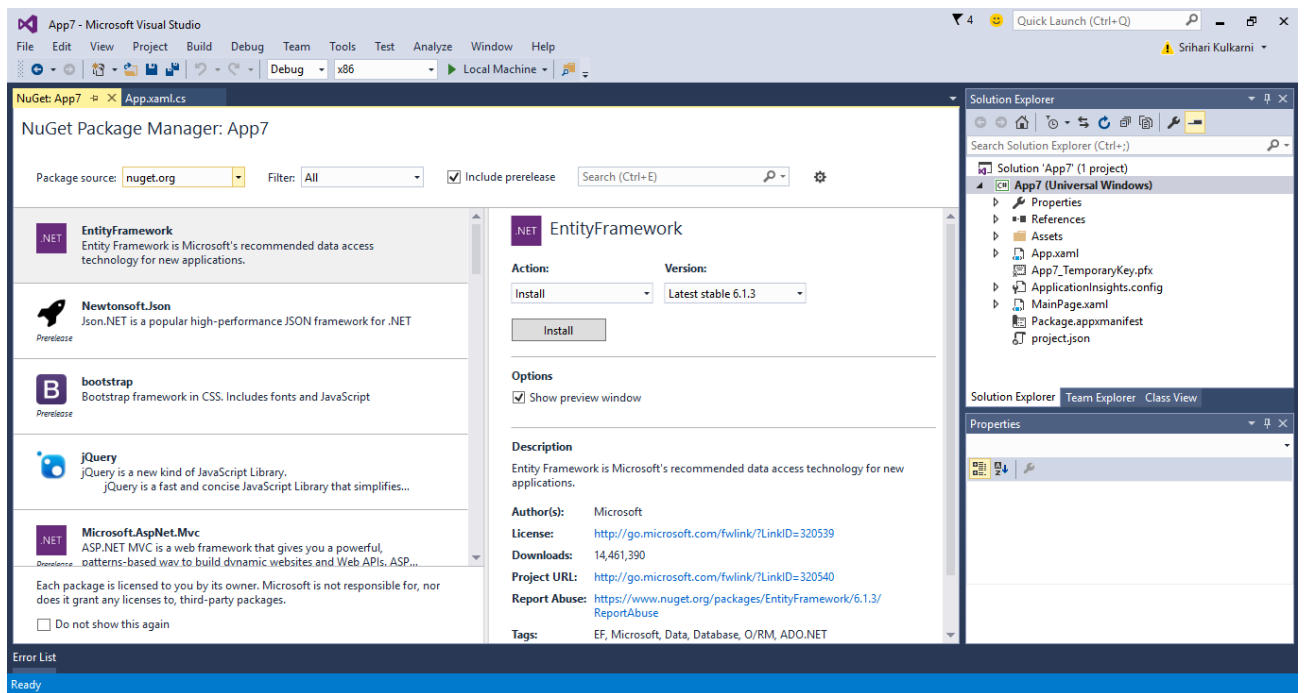 App7 - Microsoft Visual Studio
4
Quick Launch (Ctrl+Q)
File Edit View Project Build Debug Team Tools Test Analyze Window Help
Srihari Kulkarni
Debug x86 Local Machine
NuGet: App7 App.xaml.cs
NuGet Package Manager: App7
Package source: nuget.org Filter: All Include prerelease Search (Ctrl+E)
.NET
EntityFramework
Entity Framework is Microsoft's recommended data access
technology for new applications.
Newtonsoft.Json
Json.NET is a popular high-performance JSON framework for .NET
Prerelease
B
bootstrap
Bootstrap framework in CSS. Includes fonts and JavaScript
Prerelease
jQuery
jQuery is a new kind of JavaScript Library.
jQuery is a fast and concise JavaScript Library that simplifies...
.NET
Microsoft.AspNet.Mvc
ASP.NET MVC is a web framework that gives you a powerful,
Prerelease patterns-based way to build dynamic websites and Web APIs. ASP...
Each package is licensed to you by its owner. Microsoft is not responsible for, nor
does it grant any licenses to, third-party packages.
Do not show this again
.NET EntityFramework
Action: Version:
Install Latest stable 6.1.3
Install
Options
Show preview window
Description
Entity Framework is Microsoft's recommended data access technology for new
applications.
Author(s): Microsoft
License: http://go.microsoft.com/fwlink/?LinkID=320539
Downloads: 14,461,390
Project URL: http://go.microsoft.com/fwlink/?LinkID=320540
Report Abuse: https://www.nuget.org/packages/EntityFramework/6.1.3/
ReportAbuse
Tags: EF, Microsoft, Data, Database, O/RM, ADO.NET
Solution Explorer
Search Solution Explorer (Ctrl+;)
Solution 'App7' (1 project)
C# App7 (Universal Windows)
Properties
References
Assets
App.xaml
App7_TemporaryKey.pfx
ApplicationInsights.config
MainPage.xaml
Package.appxmanifest
project.json
Solution Explorer Team Explorer Class View
Properties
Error List
Ready